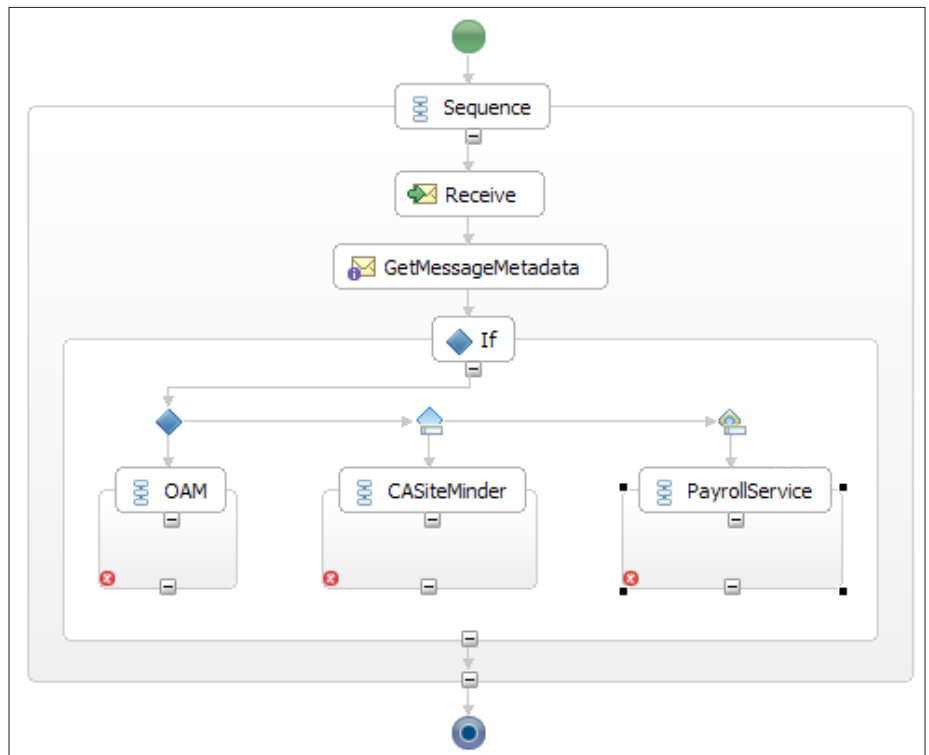 Sequence
Receive
GetMessageMetadata
If
OAM
CASiteMinder
PayrollService